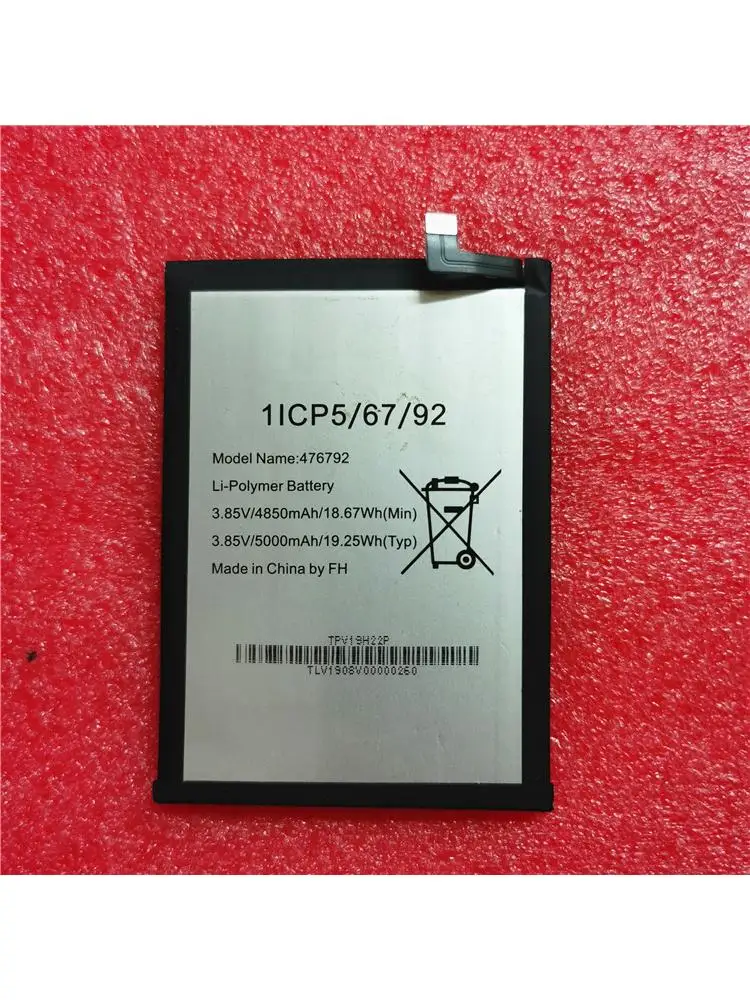 1ICP5/67/92
Model Name:476792
Li-Polymer Battery
3.85V/4850mAh/18.67Wh(Min)
3.85V/5000mAh/19.25Wh(Typ)
Made in China by FH
TPV19H22P
TLV1908V00000260